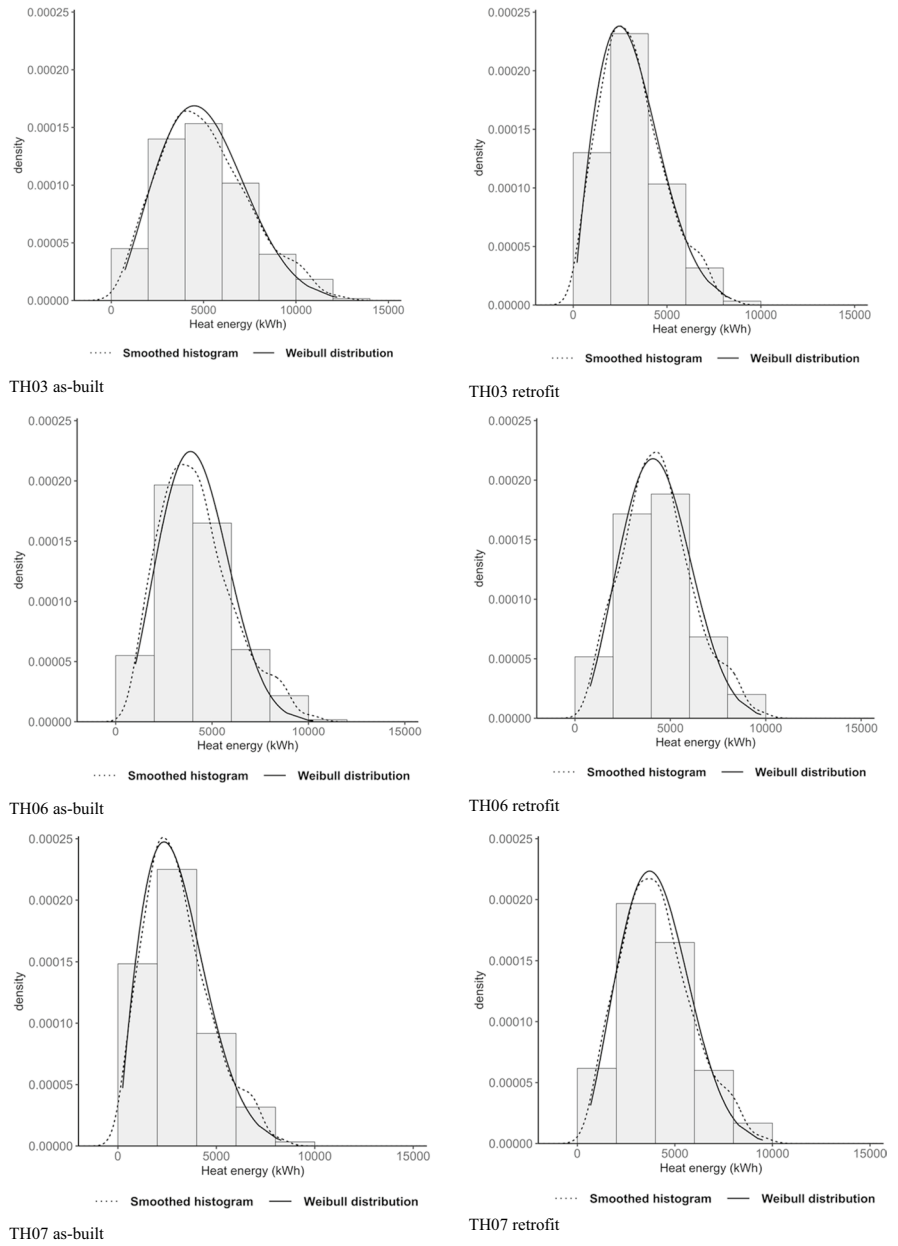 0.00025
0.00020
0.00015
density
0.00010
0.00005
0.00000
0 5000 10000 15000
Heat energy (kWh)
Smoothed histogram Weibull distribution
TH03 as-built
0.00025
0.00020
0.00015
density
0.00010
0.00005
0.00000
0 5000 10000 15000
Heat energy (kWh)
Smoothed histogram Weibull distribution
TH03 retrofit
0.00025
0.00020
0.00015
density
0.00010
0.00005
0.00000
0 5000 10000 15000
Heat energy (kWh)
Smoothed histogram Weibull distribution
TH06 as-built
0.00025
0.00020
0.00015
density
0.00010
0.00005
0.00000
0 5000 10000 15000
Heat energy (kWh)
Smoothed histogram Weibull distribution
TH06 retrofit
0.00025
0.00020
0.00015
density
0.00010
0.00005
0.00000
0 5000 10000 15000
Heat energy (kWh)
Smoothed histogram Weibull distribution
TH07 as-built
0.00025
0.00020
0.00015
density
0.00010
0.00005
0.00000
0 5000 10000 15000
Heat energy (kWh)
Smoothed histogram Weibull distribution
TH07 retrofit